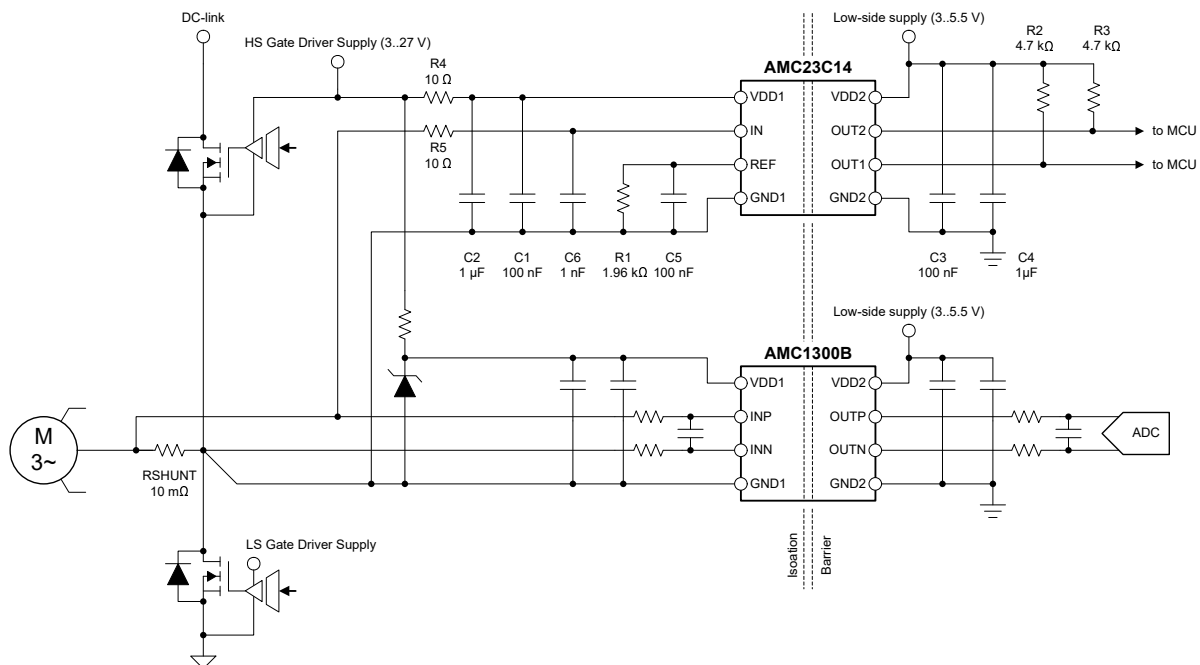 DC-link
HS Gate Driver Supply (3..27 V)
Low-side supply (3..5.5 V)
R2
4.7 kΩ
R3
4.7 kΩ
R4
10 Ω
R5
10 Ω
AMC23C14
VDD1
IN
REF
GND1
VDD2
OUT2
OUT1
GND2
to MCU
to MCU
C2
1 µF
C1
100 nF
C6
1 nF
R1
1.96 kΩ
C5
100 nF
C3
100 nF
C4
1µF
Low-side supply (3..5.5 V)
AMC1300B
VDD1
INP
INN
GND1
VDD2
OUTP
OUTN
GND2
ADC
M
3~
RSHUNT
10 mΩ
LS Gate Driver Supply
Isoation
Barrier